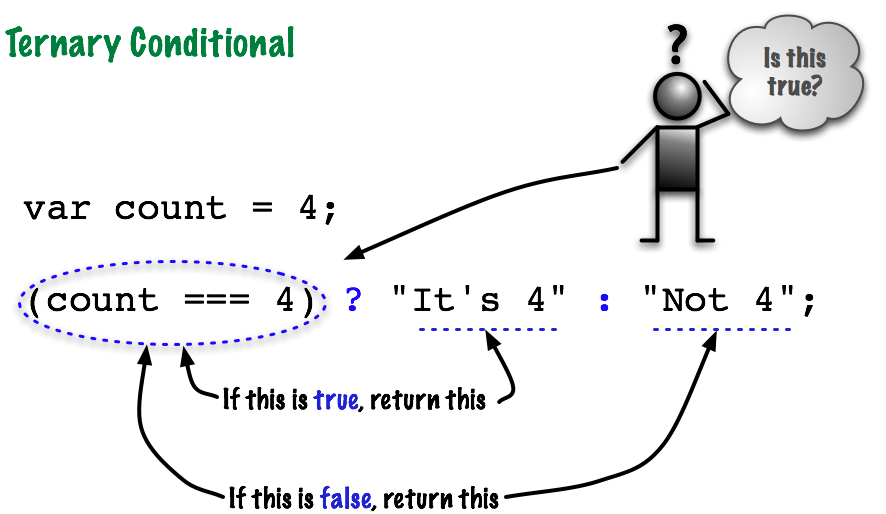 Ternary Conditional
?
Is this
true?
var count = 4;
(count === 4) ? "It's 4" : "Not 4";
If this is true, return this
If this is false, return this